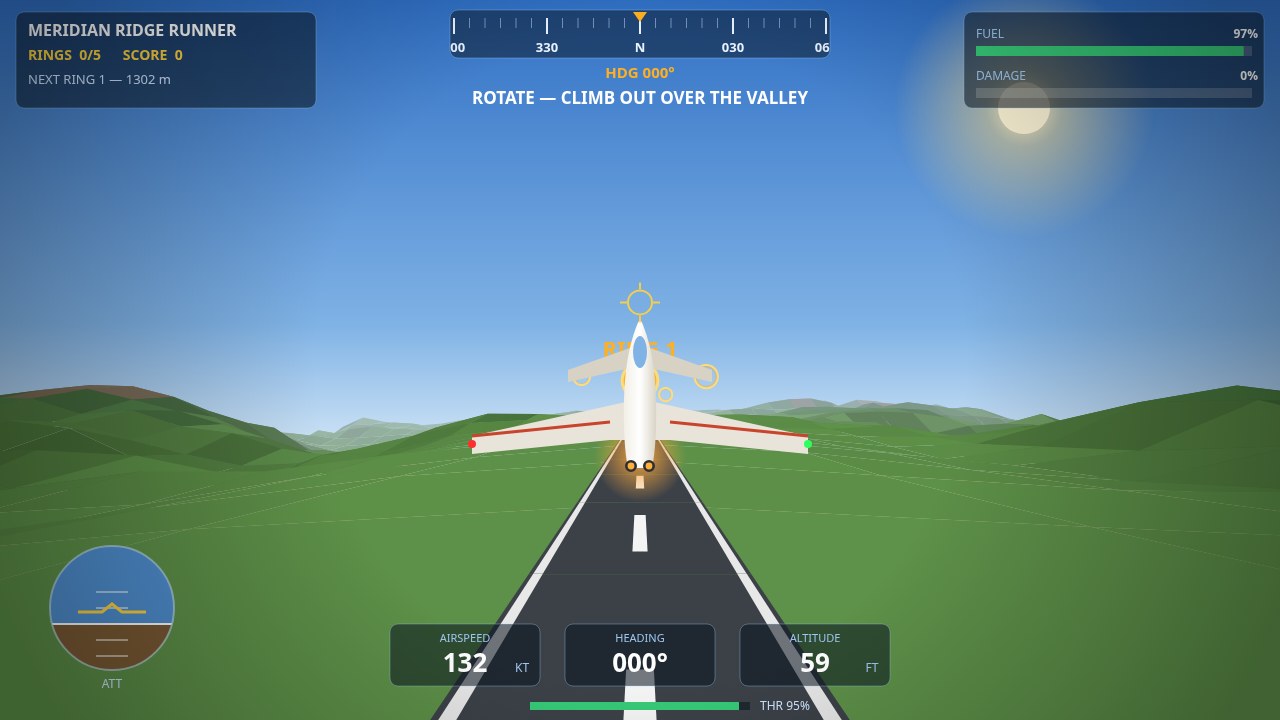 MERIDIAN RIDGE RUNNER
RINGS 0/5 SCORE 0
NEXT RING 1 — 1302 m
00 330 N 030 06
HDG 000°
ROTATE — CLIMB OUT OVER THE VALLEY
FUEL 97%
DAMAGE 0%
ATT
AIRSPEED
132 KT
HEADING
000°
ALTITUDE
59 FT
THR 95%